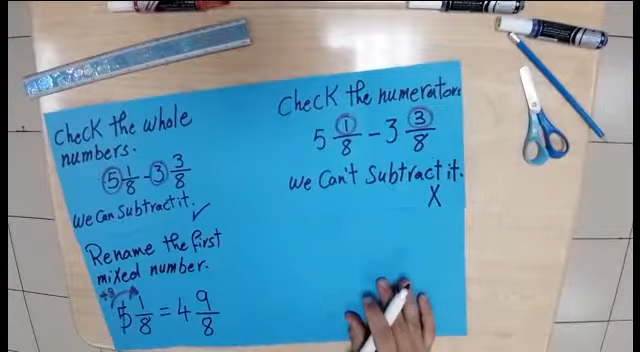 Check the whole
numbers.
5 1/8 - 3 3/8
We Can Subtract it. ✓
Rename the first
mixed number.
+8
5 1/8 = 4 9/8
Check the numerators
5 1/8 - 3 3/8
We Can't Subtract it.
X